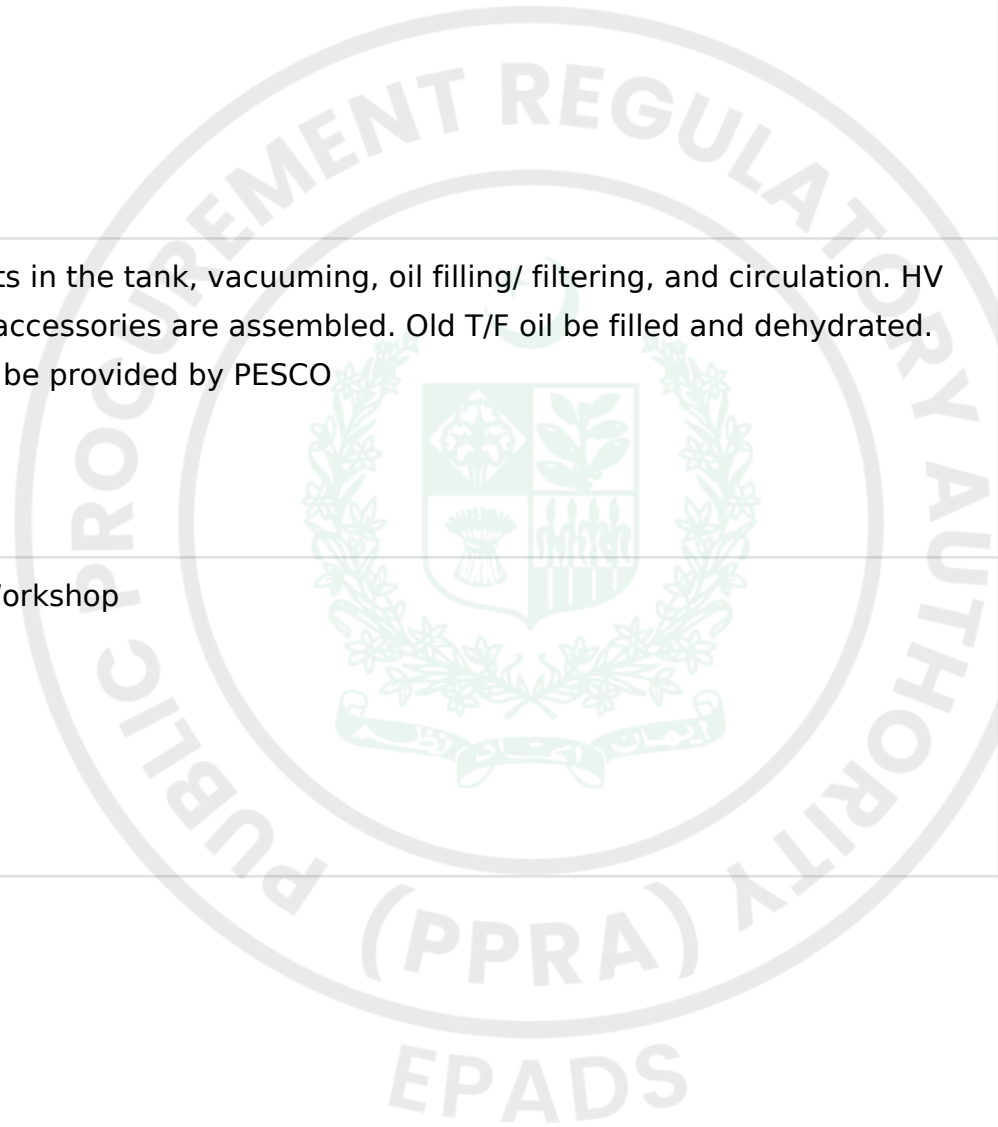 PUBLIC PROCUREMENT REGULATORY AUTHORITY
ts in the tank, vacuuming, oil filling/ filtering, and circulation. HV
accessories are assembled. Old T/F oil be filled and dehydrated.
be provided by PESCO
orkshop
(PPRA)
EPADS